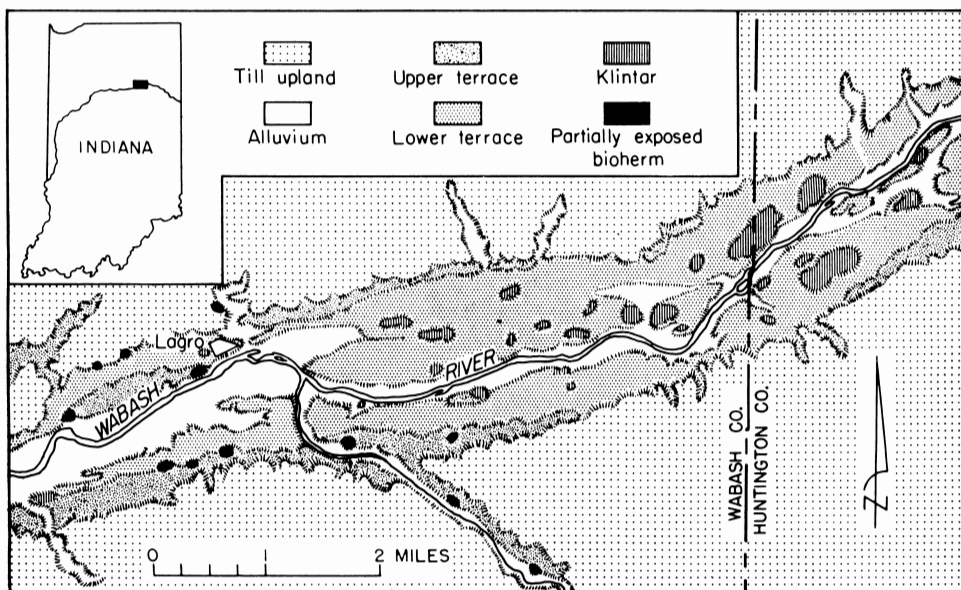 INDIANA
Till upland
Upper terrace
Klintar
Alluvium
Lower terrace
Partially exposed
bioherm
Lagro
WABASH
RIVER
WABASH CO.
HUNTINGTON CO.
N
0 1 2 MILES